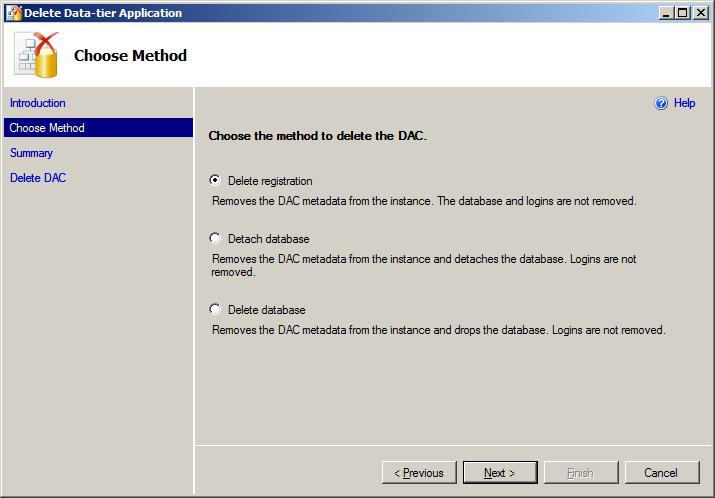 Delete Data-tier Application
Choose Method
Introduction
Choose Method
Summary
Delete DAC
Help
Choose the method to delete the DAC.
Delete registration
Removes the DAC metadata from the instance. The database and logins are not removed.
Detach database
Removes the DAC metadata from the instance and detaches the database. Logins are not
removed.
Delete database
Removes the DAC metadata from the instance and drops the database. Logins are not removed.
< Previous
Next >
Finish
Cancel